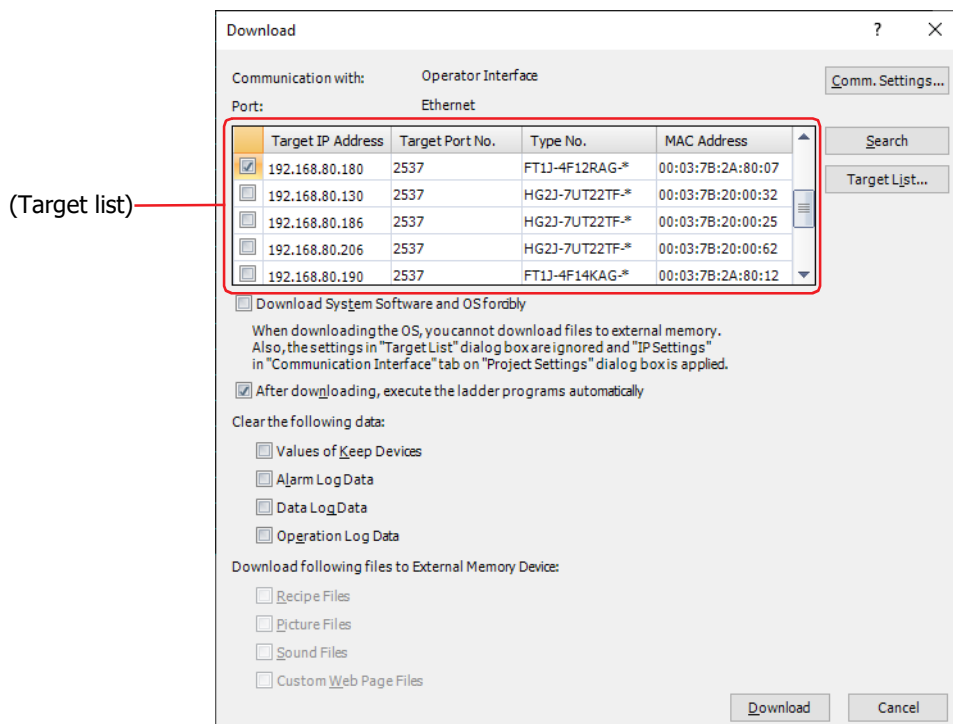 Download
?
Communication with: Operator Interface
Comm. Settings...
Port: Ethernet
Target IP Address Target Port No. Type No. MAC Address
Search
192.168.80.180 2537 FT1J-4F12RAG-* 00:03:7B:2A:80:07
Target List...
192.168.80.130 2537 HG2J-7UT22TF-* 00:03:7B:20:00:32
(Target list)
192.168.80.186 2537 HG2J-7UT22TF-* 00:03:7B:20:00:25
192.168.80.206 2537 HG2J-7UT22TF-* 00:03:7B:20:00:62
192.168.80.190 2537 FT1J-4F14KAG-* 00:03:7B:2A:80:12
Download System Software and OS forcibly
When downloading the OS, you cannot download files to external memory.
Also, the settings in "Target List" dialog box are ignored and "IP Settings"
in "Communication Interface" tab on "Project Settings" dialog box is applied.
After downloading, execute the ladder programs automatically
Clear the following data:
Values of Keep Devices
Alarm Log Data
Data Log Data
Operation Log Data
Download following files to External Memory Device:
Recipe Files
Picture Files
Sound Files
Custom Web Page Files
Download Cancel